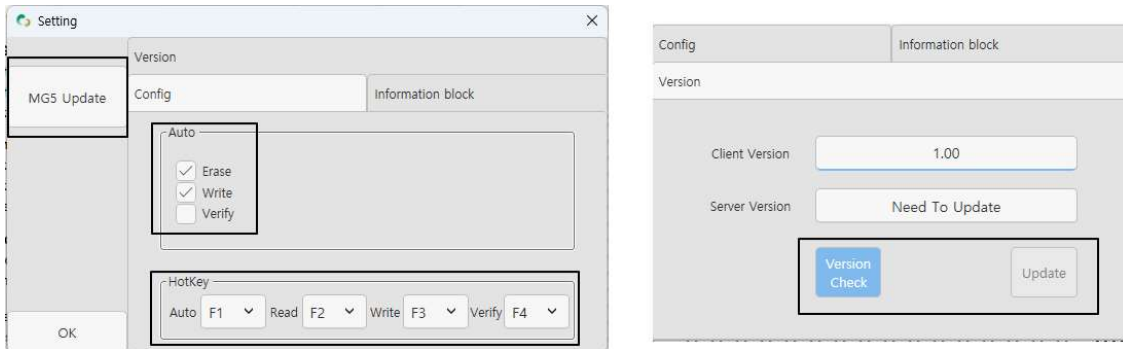 Setting
Version
MG5 Update
Config Information block
Auto
Erase
Write
Verify
HotKey
Auto F1 Read F2 Write F3 Verify F4
OK
Config Information block
Version
Client Version 1.00
Server Version Need To Update
Version
Check
Update